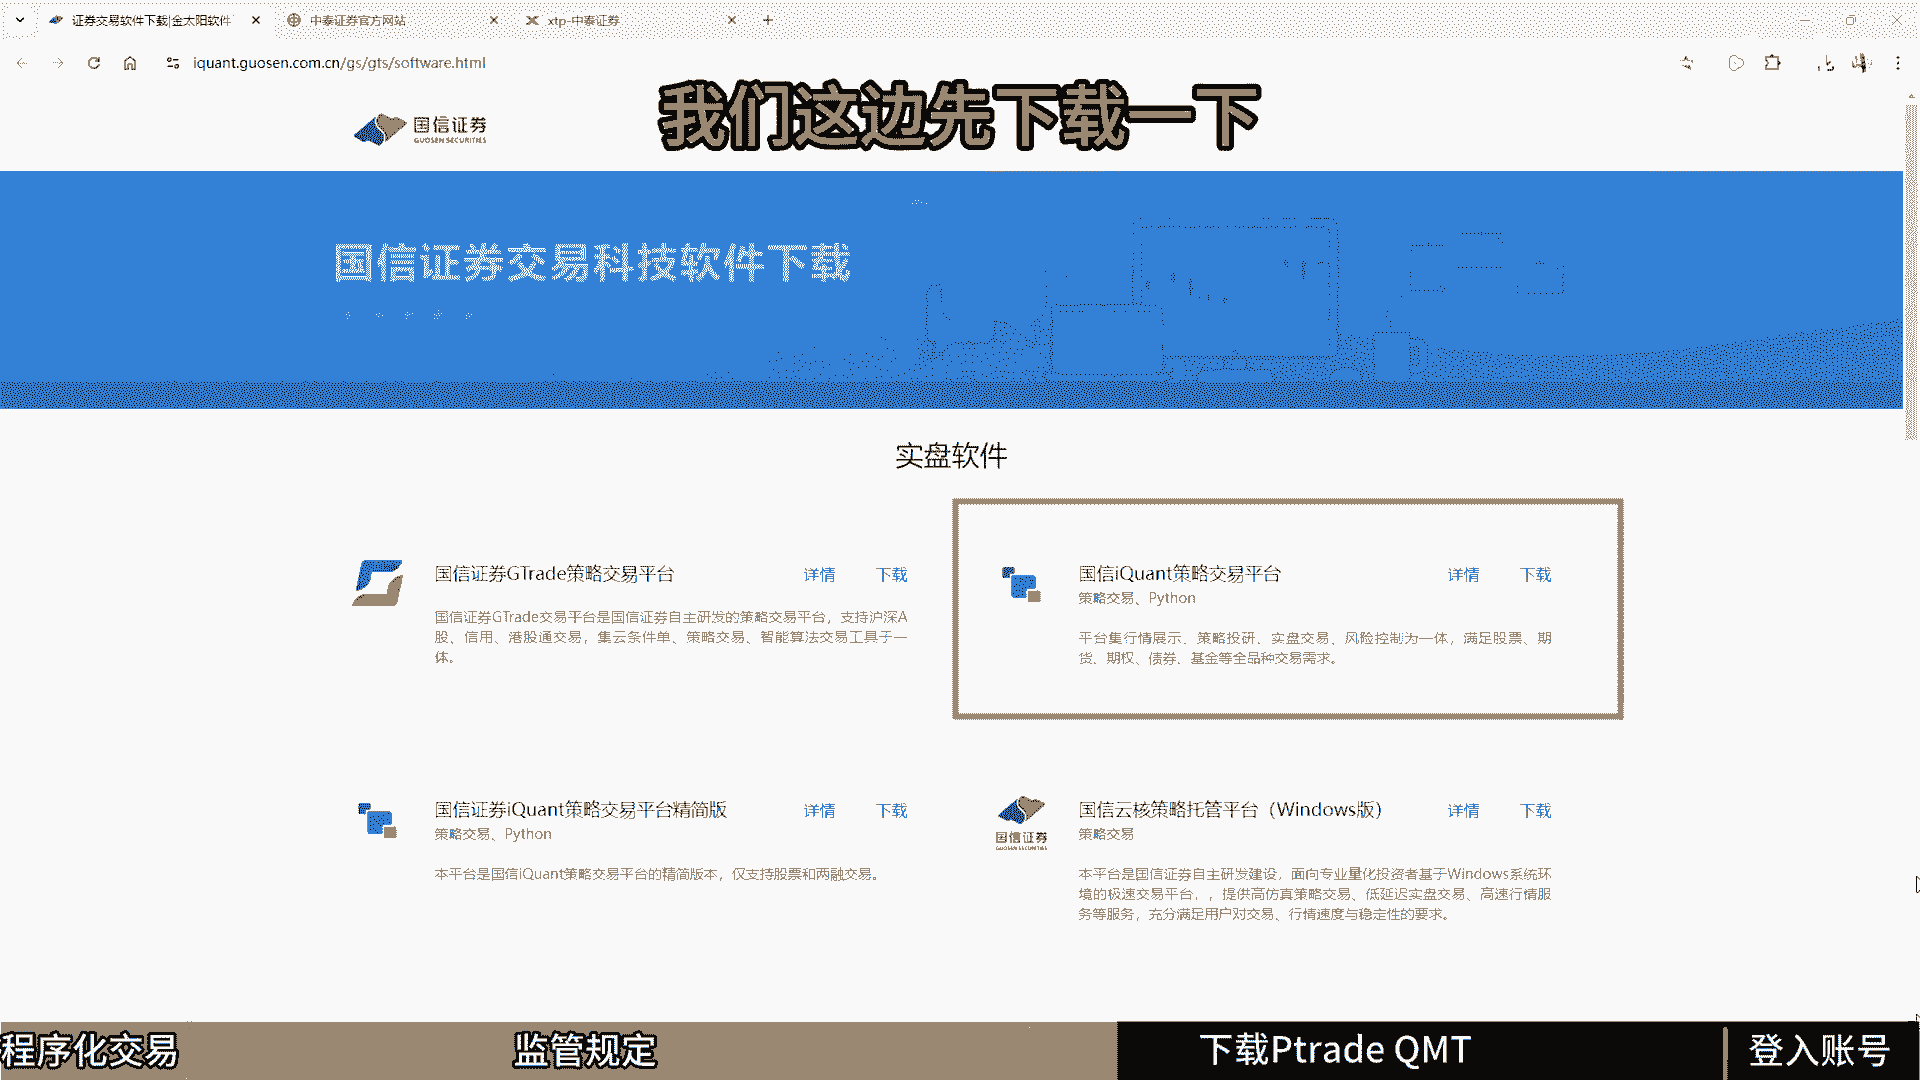 证券交易软件下载|金太阳软件
中泰证券官方网站
xtp-中泰证券
iquant.guosen.com.cn/gs/gts/software.html
国信证券
GUOSEN SECURITIES
我们这边先下载一下
国信证券交易科技软件下载
实盘软件
国信证券GTrade策略交易平台
详情
下载
国信证券GTrade交易平台是国信证券自主研发的策略交易平台，支持沪深A
股、信用、港股通交易，集云条件单、策略交易、智能算法交易工具于一
体。
国信iQuant策略交易平台
详情
下载
策略交易、Python
平台集行情展示、策略投研、实盘交易、风险控制为一体，满足股票、期
货、期权、债券、基金等全品种交易需求。
国信证券iQuant策略交易平台精简版
详情
下载
策略交易、Python
本平台是国信iQuant策略交易平台的精简版本，仅支持股票和两融交易。
国信证券
GUOSEN SECURITIES
国信云核策略托管平台（Windows版）
详情
下载
策略交易
本平台是国信证券自主研发建设，面向专业量化投资者基于Windows系统环
境的极速交易平台，，提供高仿真策略交易、低延迟实盘交易、高速行情服
务等服务，充分满足用户对交易、行情速度与稳定性的要求。
程序化交易
监管规定
下载Ptrade QMT
登入账号